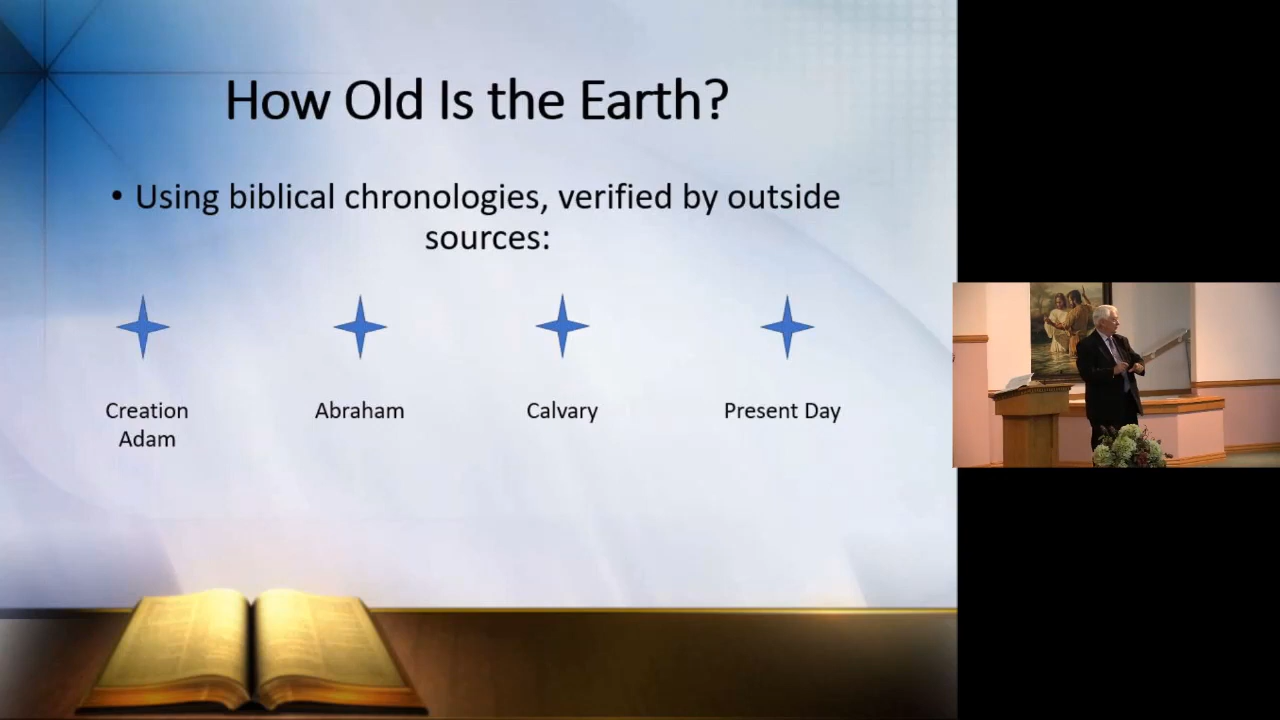 How Old Is the Earth?
• Using biblical chronologies, verified by outside
sources:
Creation
Adam
Abraham
Calvary
Present Day